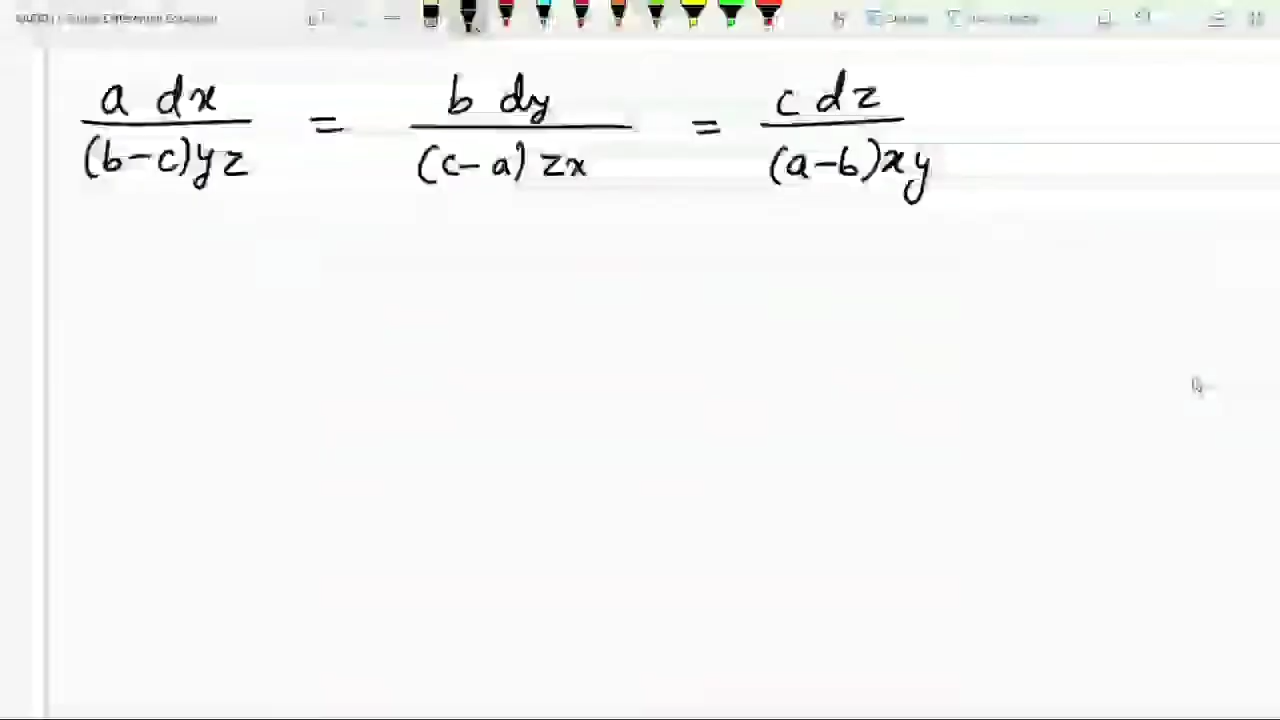 a dx = b dy = c dz
(b-c)yz (c-a) zx (a-b)xy